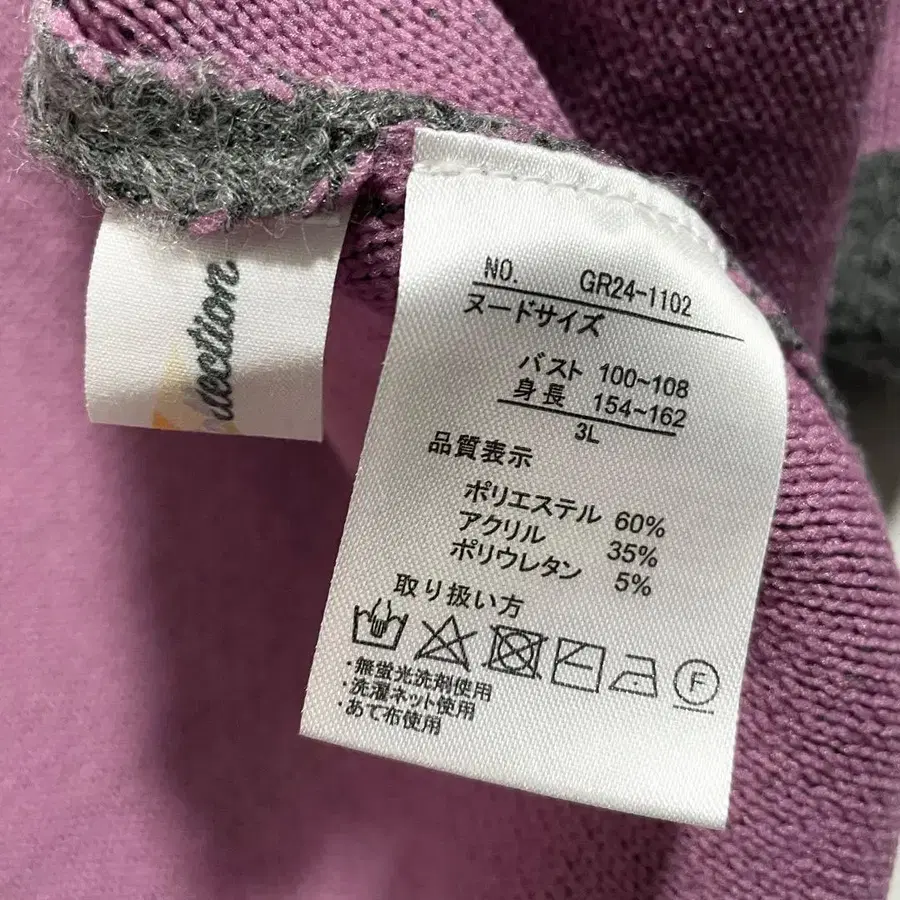 NO. GR24-1102
ヌードサイズ
バスト 100~108
身長 154~162
3L
品質表示
ポリエステル 60%
アクリル 35%
ポリウレタン 5%
取り扱い方
F
・無蛍光洗剤使用
・洗濯ネット使用
・あて布使用